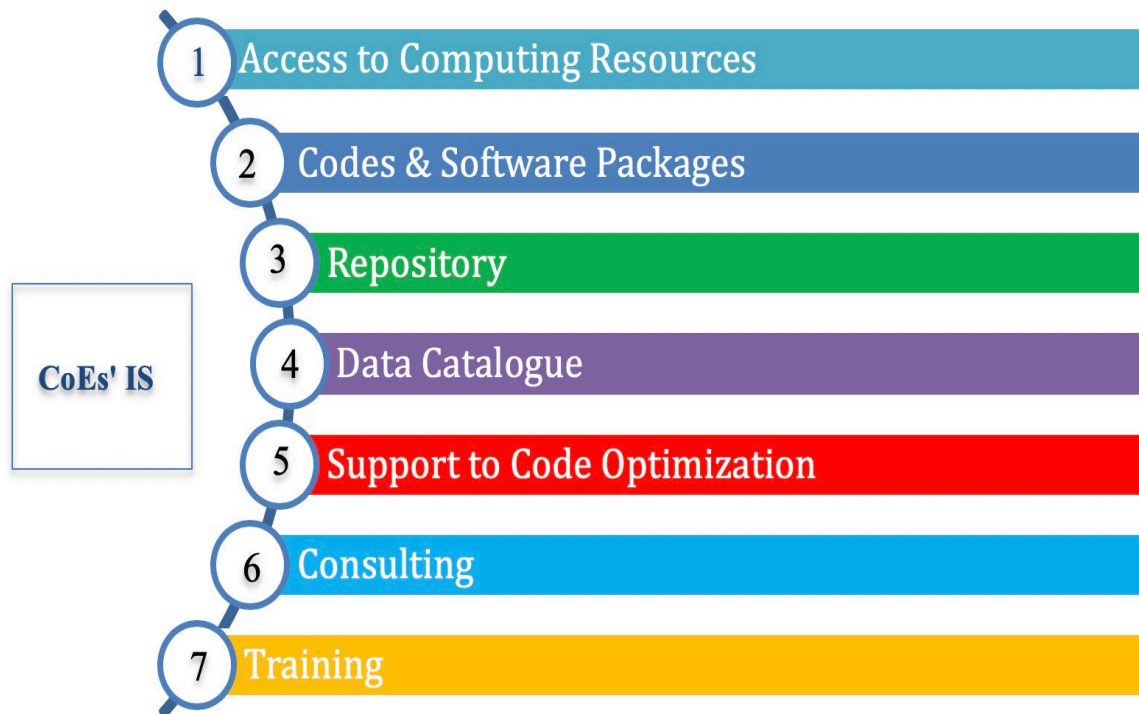 1 Access to Computing Resources
2 Codes & Software Packages
3 Repository
CoEs' IS
4 Data Catalogue
5 Support to Code Optimization
6 Consulting
7 Training